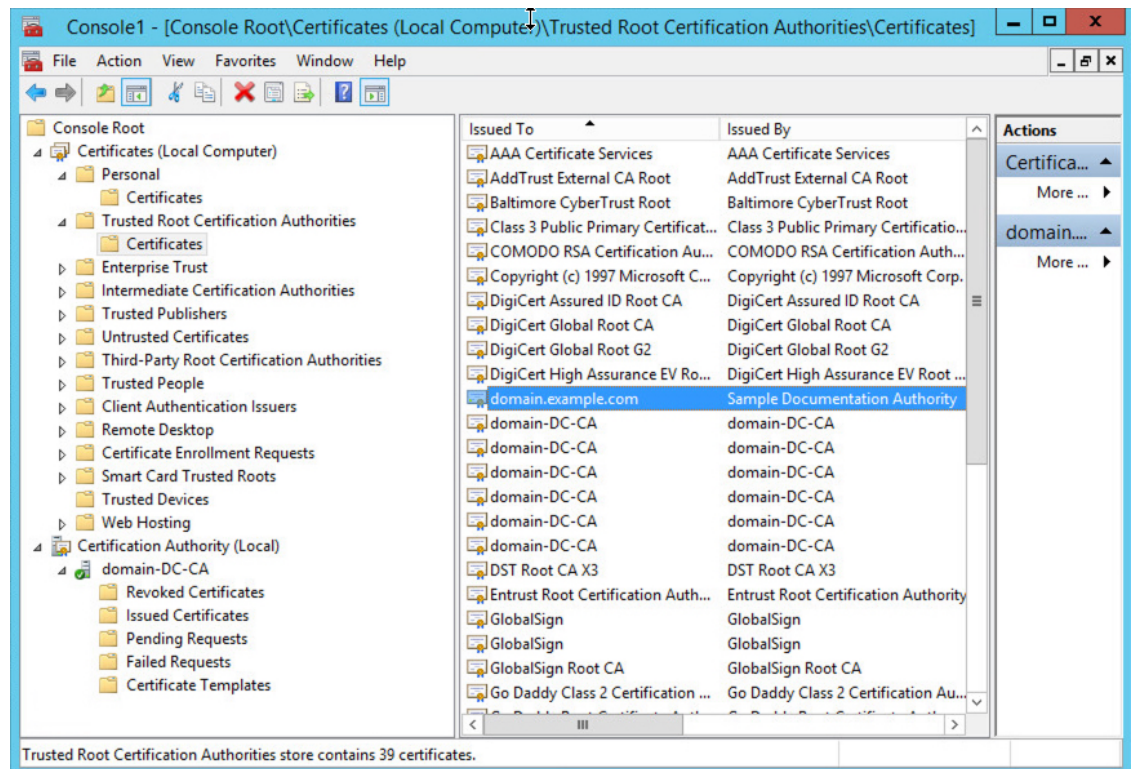 Console1 - [Console Root\Certificates (Local Computer)\Trusted Root Certification Authorities\Certificates]
File Action View Favorites Window Help
Console Root
Certificates (Local Computer)
Personal
Certificates
Trusted Root Certification Authorities
Certificates
Enterprise Trust
Intermediate Certification Authorities
Trusted Publishers
Untrusted Certificates
Third-Party Root Certification Authorities
Trusted People
Client Authentication Issuers
Remote Desktop
Certificate Enrollment Requests
Smart Card Trusted Roots
Trusted Devices
Web Hosting
Certification Authority (Local)
domain-DC-CA
Revoked Certificates
Issued Certificates
Pending Requests
Failed Requests
Certificate Templates
Issued To Issued By
AAA Certificate Services AAA Certificate Services
AddTrust External CA Root AddTrust External CA Root
Baltimore CyberTrust Root Baltimore CyberTrust Root
Class 3 Public Primary Certificat... Class 3 Public Primary Certificatio...
COMODO RSA Certification Au... COMODO RSA Certification Auth...
Copyright (c) 1997 Microsoft C... Copyright (c) 1997 Microsoft Corp.
DigiCert Assured ID Root CA DigiCert Assured ID Root CA
DigiCert Global Root CA DigiCert Global Root CA
DigiCert Global Root G2 DigiCert Global Root G2
DigiCert High Assurance EV Ro... DigiCert High Assurance EV Root ...
domain.example.com Sample Documentation Authority
domain-DC-CA domain-DC-CA
domain-DC-CA domain-DC-CA
domain-DC-CA domain-DC-CA
domain-DC-CA domain-DC-CA
domain-DC-CA domain-DC-CA
domain-DC-CA domain-DC-CA
DST Root CA X3 DST Root CA X3
Entrust Root Certification Auth... Entrust Root Certification Authority
GlobalSign GlobalSign
GlobalSign GlobalSign
GlobalSign Root CA GlobalSign Root CA
Go Daddy Class 2 Certification ... Go Daddy Class 2 Certification Au...
Actions
Certifica...
More ...
domain....
More ...
Trusted Root Certification Authorities store contains 39 certificates.